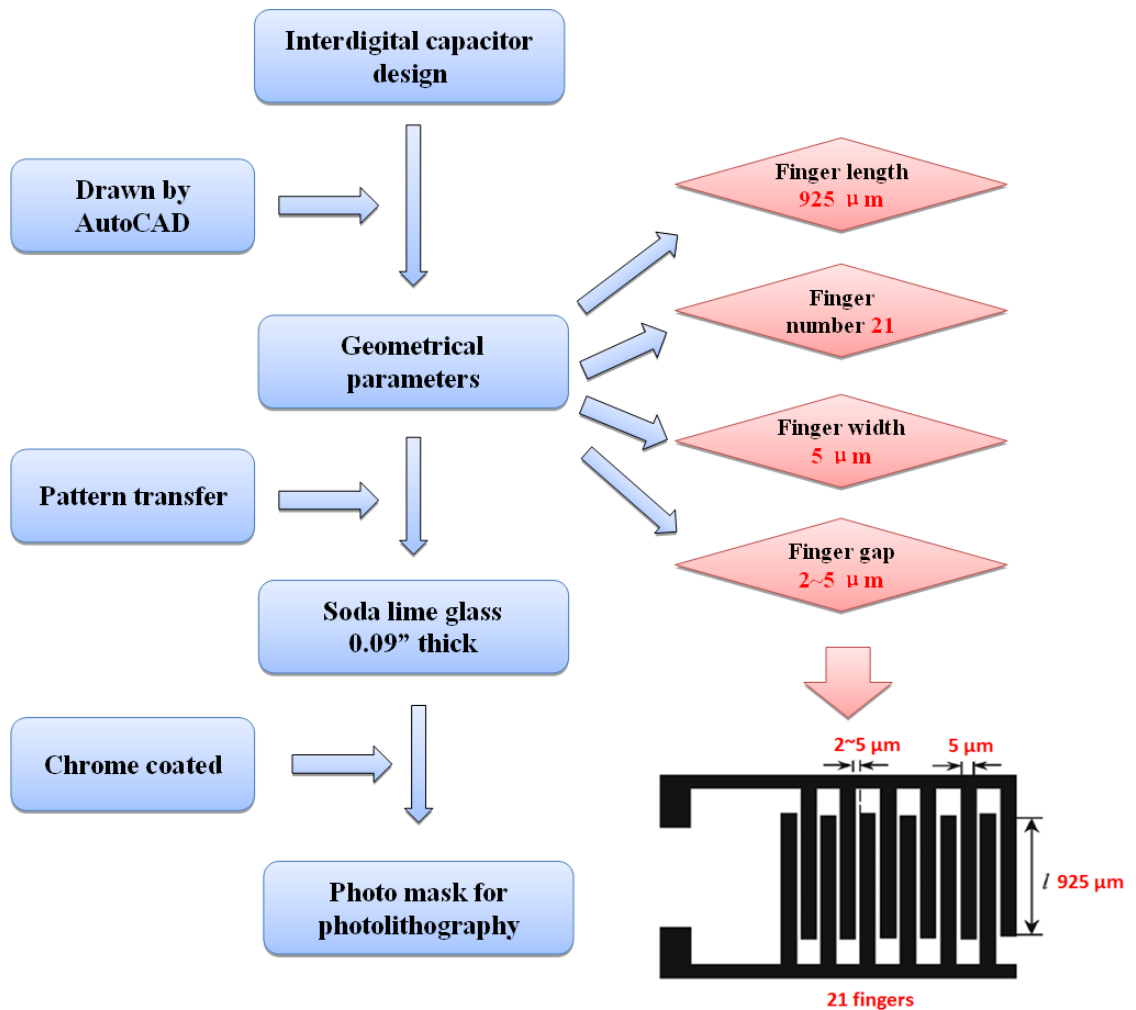 Interdigital capacitor
design
Drawn by
AutoCAD
Geometrical
parameters
Pattern transfer
Soda lime glass
0.09” thick
Chrome coated
Photo mask for
photolithography
Finger length
925 μm
Finger
number 21
Finger width
5 μm
Finger gap
2~5 μm
2~5 μm
5 μm
l 925 μm
21 fingers